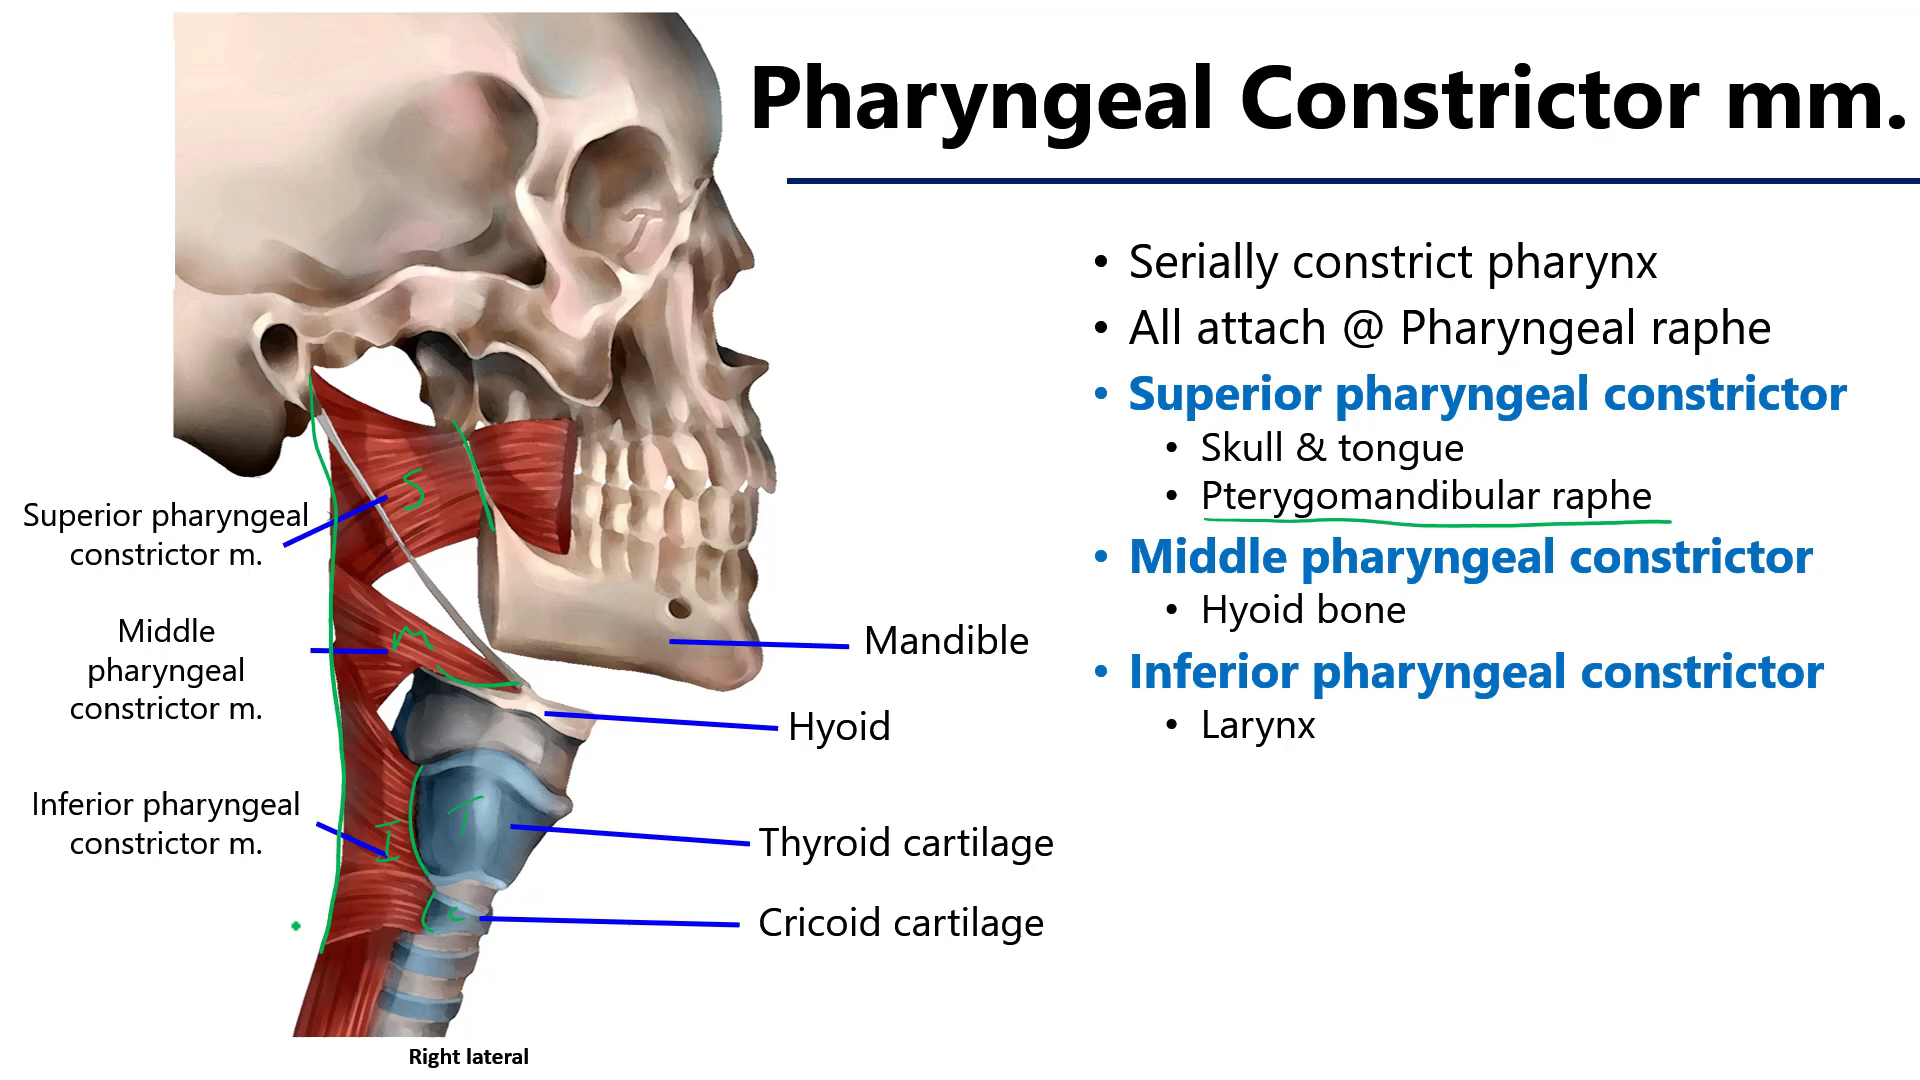 Pharyngeal Constrictor mm.
• Serially constrict pharynx
• All attach @ Pharyngeal raphe
• Superior pharyngeal constrictor
• Skull & tongue
• Pterygomandibular raphe
• Middle pharyngeal constrictor
• Hyoid bone
• Inferior pharyngeal constrictor
• Larynx
Superior pharyngeal
constrictor m.
Middle
pharyngeal
constrictor m.
Inferior pharyngeal
constrictor m.
S
M
I
T
C
Mandible
Hyoid
Thyroid cartilage
Cricoid cartilage
Right lateral